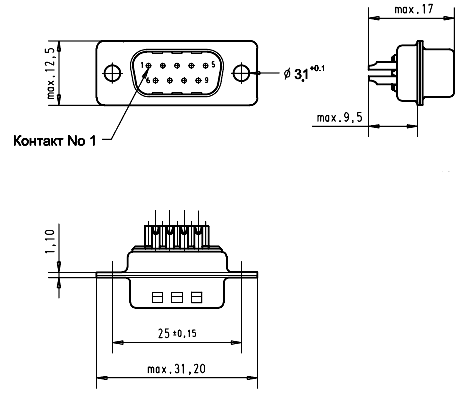 max.17
max.12,5
1 5
6 9
ø 3,1 +0.1
max.9,5
Контакт No 1
1,10
25 ±0,15
max.31,20